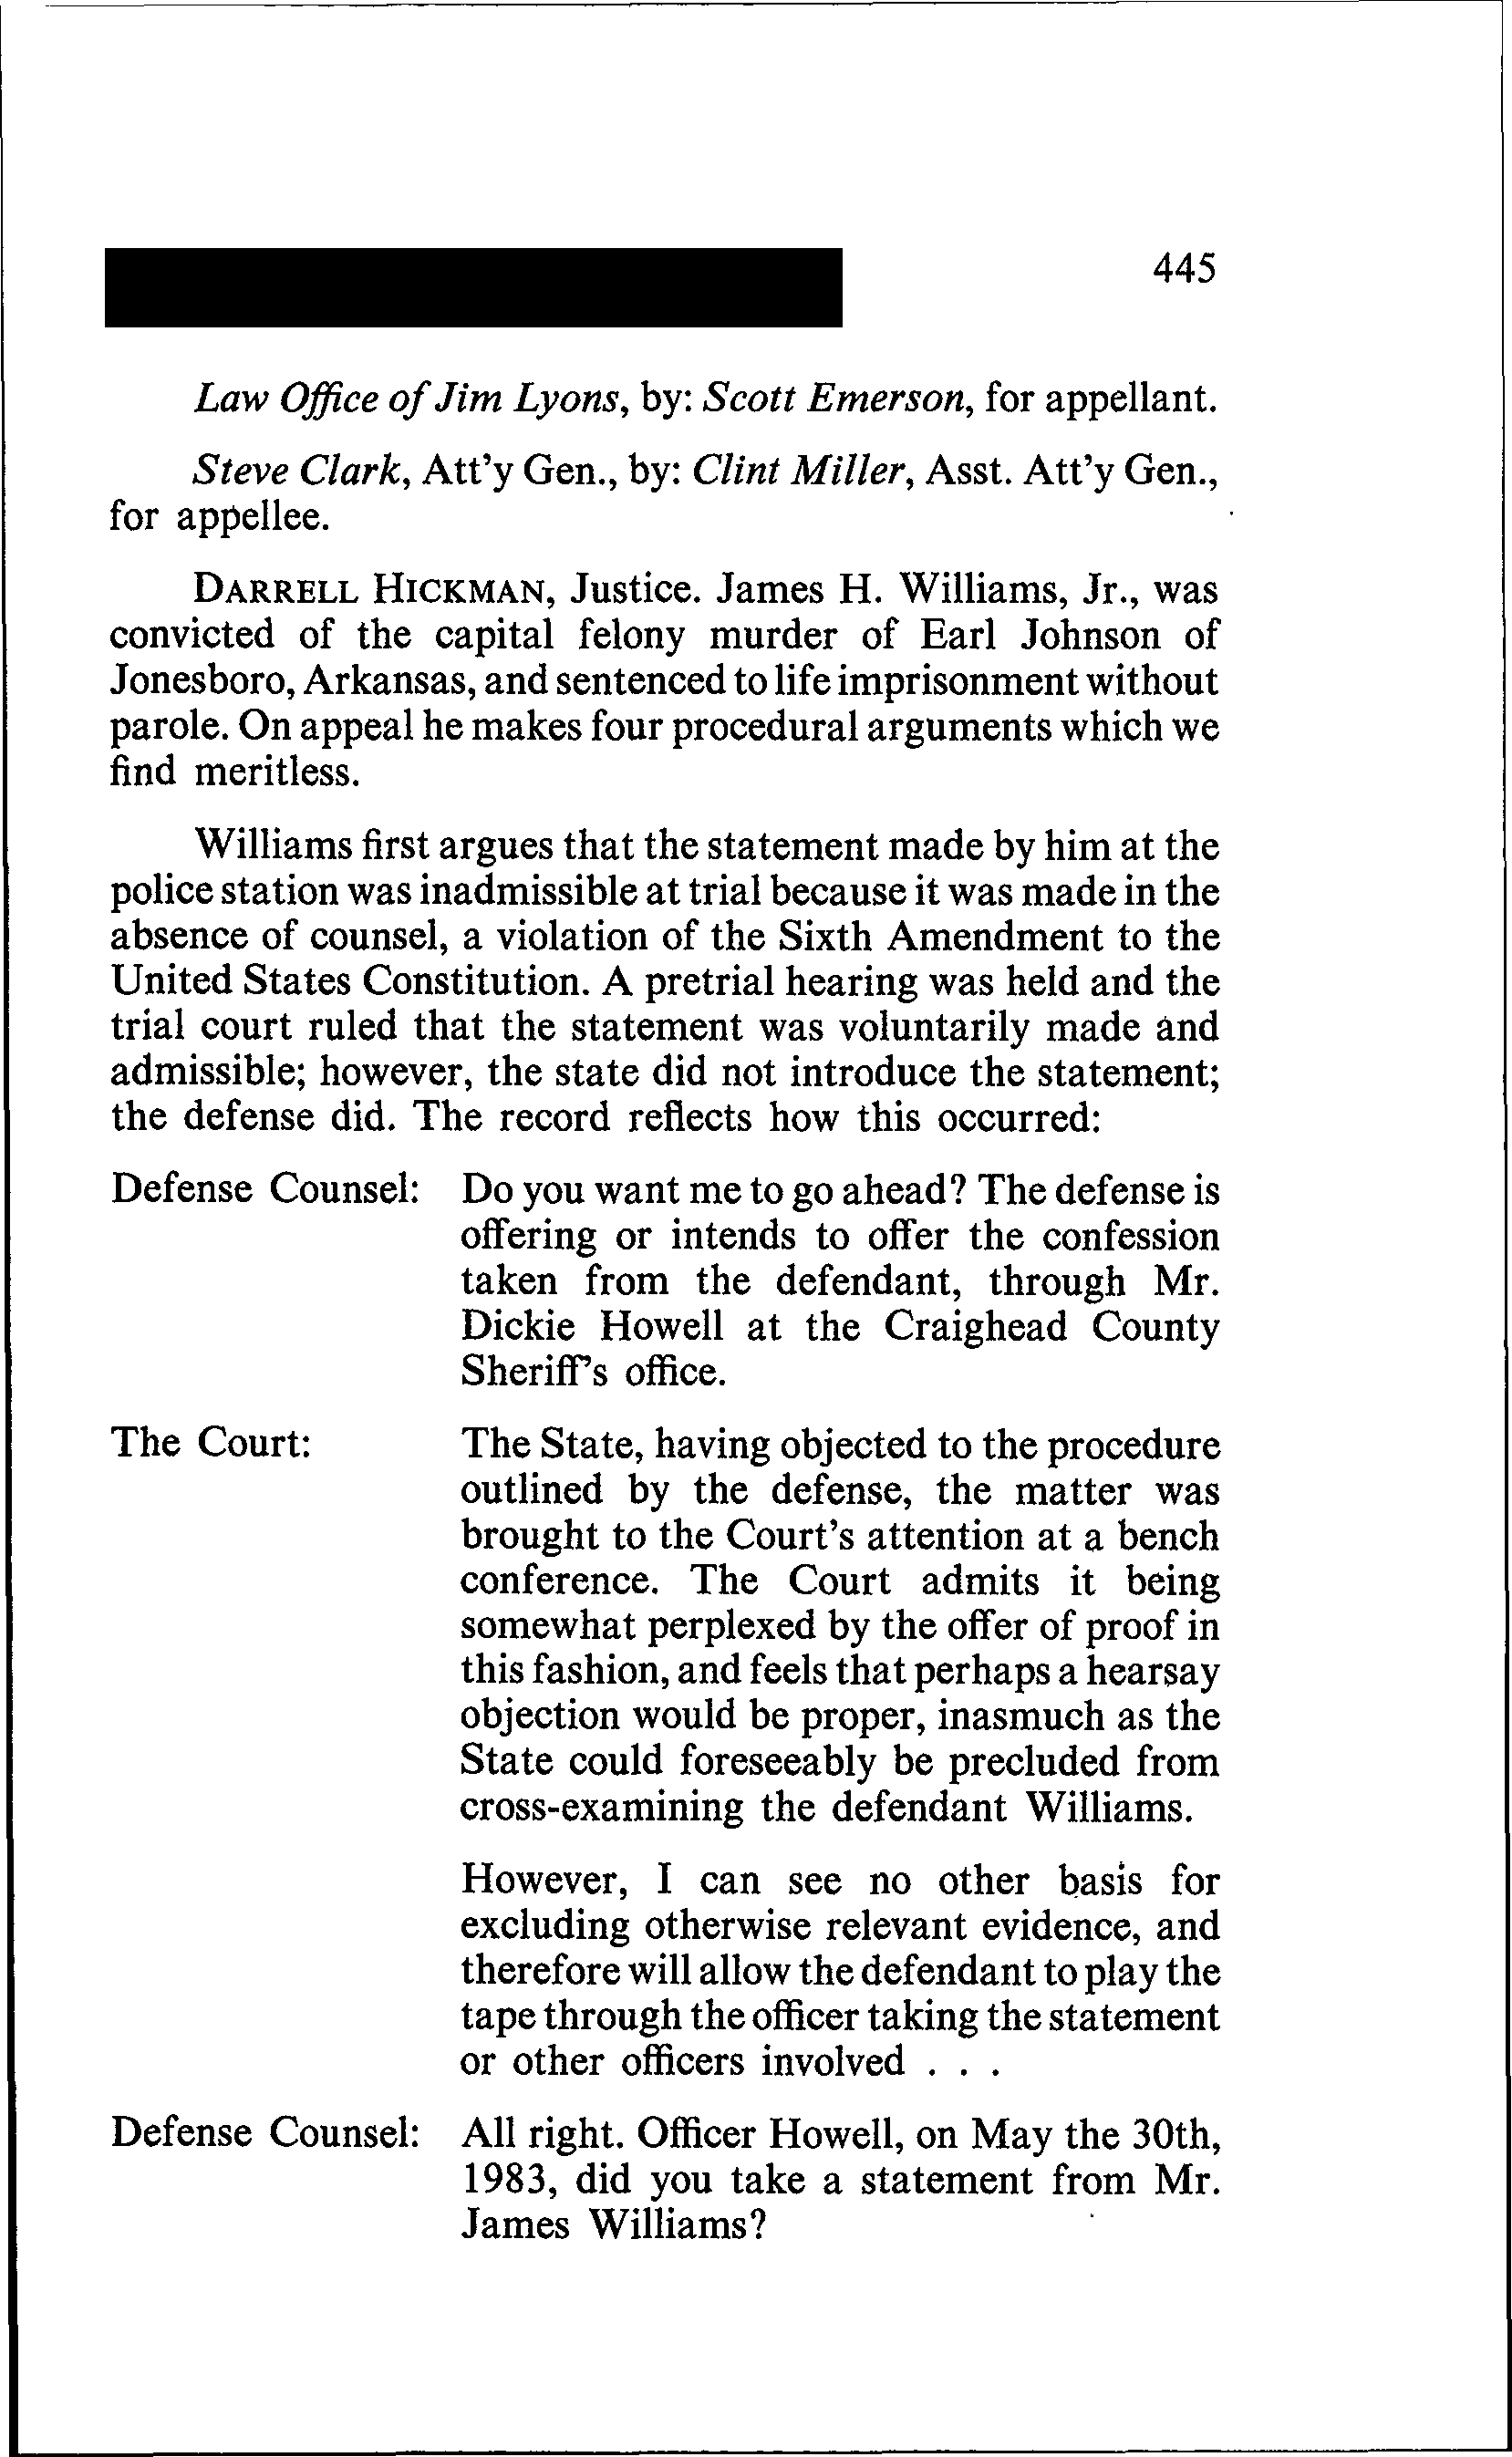 445
Law Office of Jim Lyons, by: Scott Emerson, for appellant.
Steve Clark, Att'y Gen., by: Clint Miller, Asst. Att'y Gen.,
for appellee.
DARRELL HICKMAN, Justice. James H. Williams, Jr., was
convicted of the capital felony murder of Earl Johnson of
Jonesboro, Arkansas, and sentenced to life imprisonment without
parole. On appeal he makes four procedural arguments which we
find meritless.
Williams first argues that the statement made by him at the
police station was inadmissible at trial because it was made in the
absence of counsel, a violation of the Sixth Amendment to the
United States Constitution. A pretrial hearing was held and the
trial court ruled that the statement was voluntarily made and
admissible; however, the state did not introduce the statement;
the defense did. The record reflects how this occurred:
Defense Counsel: Do you want me to go ahead? The defense is
offering or intends to offer the confession
taken from the defendant, through Mr.
Dickie Howell at the Craighead County
Sheriff's office.
The Court: The State, having objected to the procedure
outlined by the defense, the matter was
brought to the Court's attention at a bench
conference. The Court admits it being
somewhat perplexed by the offer of proof in
this fashion, and feels that perhaps a hearsay
objection would be proper, inasmuch as the
State could foreseeably be precluded from
cross-examining the defendant Williams.
However, I can see no other basis for
excluding otherwise relevant evidence, and
therefore will allow the defendant to play the
tape through the officer taking the statement
or other officers involved . . .
Defense Counsel: All right. Officer Howell, on May the 30th,
1983, did you take a statement from Mr.
James Williams?